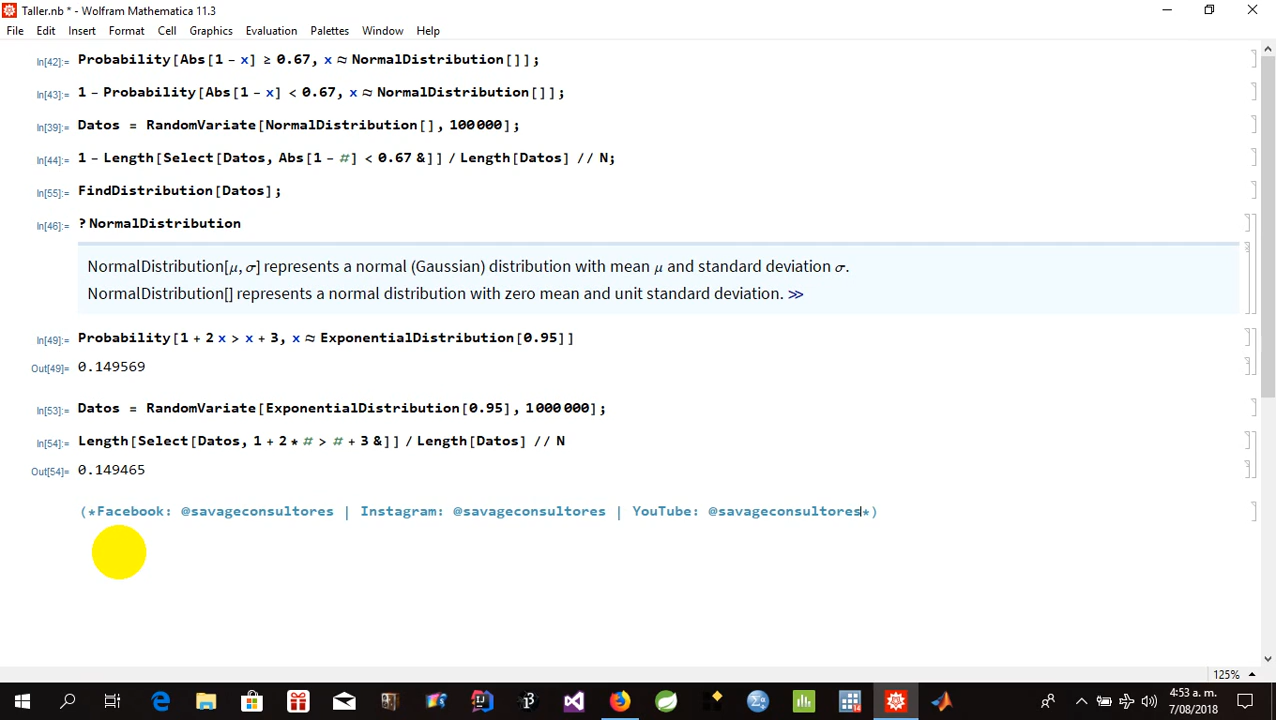 Taller.nb * - Wolfram Mathematica 11.3
File Edit Insert Format Cell Graphics Evaluation Palettes Window Help
In[42]:= Probability[Abs[1 - x] ≥ 0.67, x ≈ NormalDistribution[]];
In[43]:= 1 - Probability[Abs[1 - x] < 0.67, x ≈ NormalDistribution[]];
In[39]:= Datos = RandomVariate[NormalDistribution[], 100000];
In[44]:= 1 - Length[Select[Datos, Abs[1 - #] < 0.67 &]] / Length[Datos] // N;
In[55]:= FindDistribution[Datos];
In[46]:= ? NormalDistribution
NormalDistribution[μ, σ] represents a normal (Gaussian) distribution with mean μ and standard deviation σ.
NormalDistribution[] represents a normal distribution with zero mean and unit standard deviation. ≫
In[49]:= Probability[1 + 2 x > x + 3, x ≈ ExponentialDistribution[0.95]]
Out[49]= 0.149569
In[53]:= Datos = RandomVariate[ExponentialDistribution[0.95], 1000000];
In[54]:= Length[Select[Datos, 1 + 2 * # > # + 3 &]] / Length[Datos] // N
Out[54]= 0.149465
(*Facebook: @savageconsultores | Instagram: @savageconsultores | YouTube: @savageconsultores*)
125%
4:53 a. m.
7/08/2018